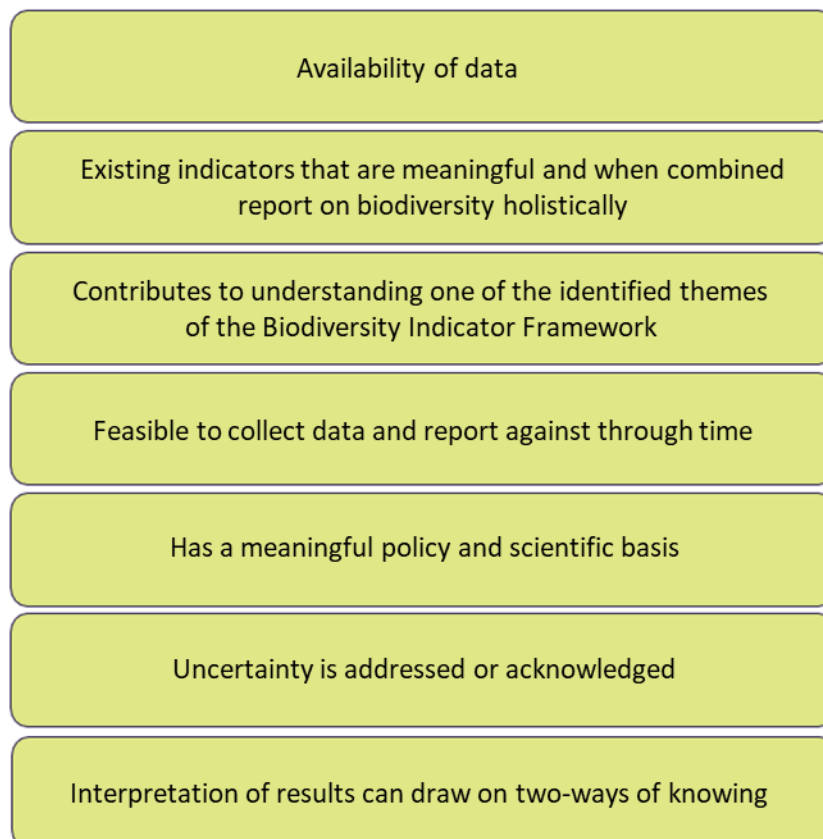 Availability of data
Existing indicators that are meaningful and when combined
report on biodiversity holistically
Contributes to understanding one of the identified themes
of the Biodiversity Indicator Framework
Feasible to collect data and report against through time
Has a meaningful policy and scientific basis
Uncertainty is addressed or acknowledged
Interpretation of results can draw on two-ways of knowing